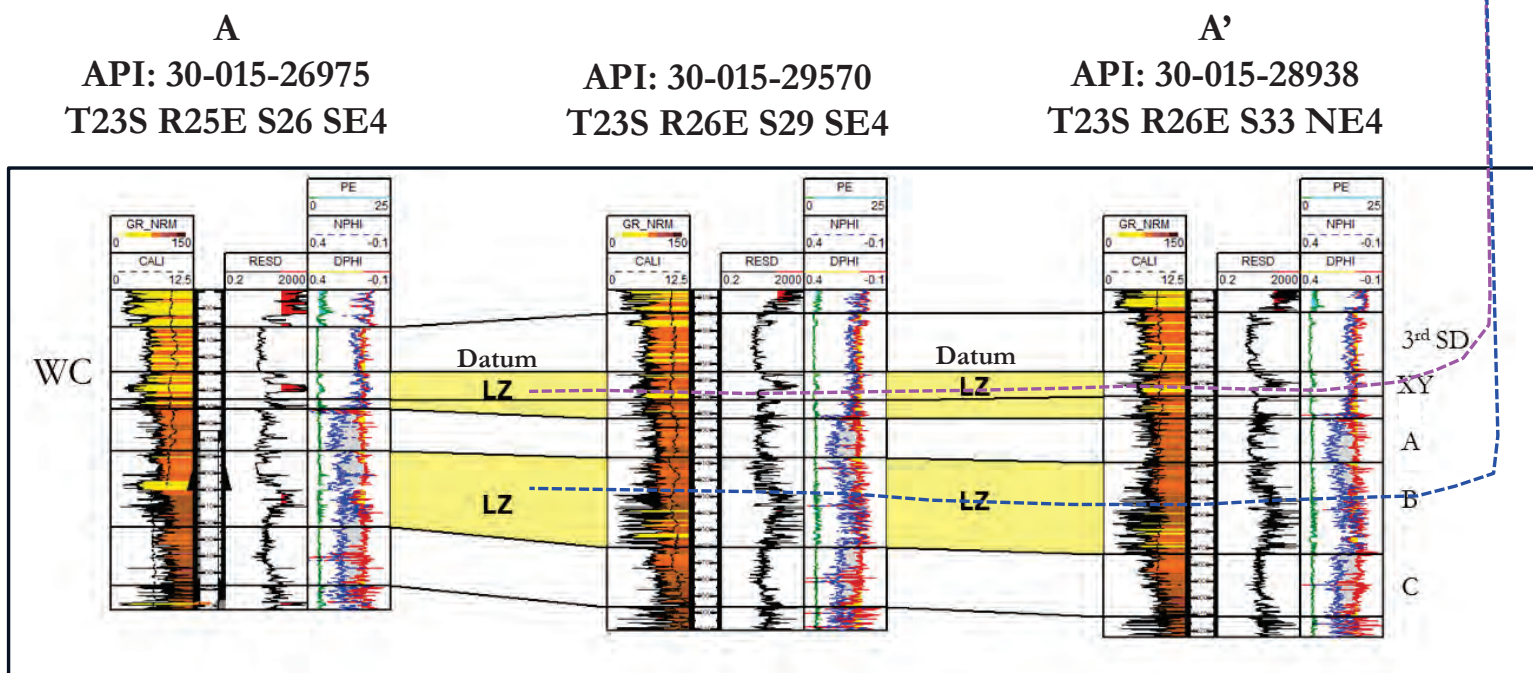 A
API: 30-015-26975
T23S R25E S26 SE4
API: 30-015-29570
T23S R26E S29 SE4
A’
API: 30-015-28938
T23S R26E S33 NE4
PE
0 25
GR_NRM
0 150
NPHI
0.4 -0.1
CALI
0 12.5
RESD
0.2 2000
DPHI
0.4 -0.1
PE
0 25
GR_NRM
0 150
NPHI
0.4 -0.1
CALI
0 12.5
RESD
0.2 2000
DPHI
0.4 -0.1
PE
0 25
GR_NRM
0 150
NPHI
0.4 -0.1
CALI
0 12.5
RESD
0.2 2000
DPHI
0.4 -0.1
WC
Datum
LZ
LZ
Datum
LZ
LZ
3rd SD
XY
A
B
C